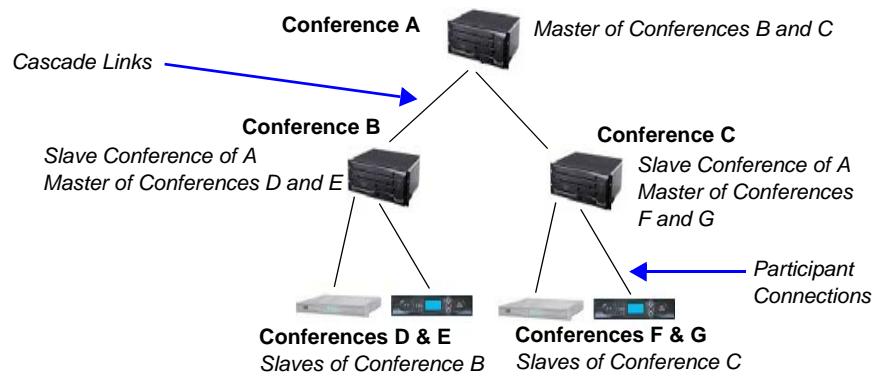 Conference A
Master of Conferences B and C
Cascade Links
Conference B
Slave Conference of A
Master of Conferences D and E
Conference C
Slave Conference of A
Master of Conferences
F and G
Participant
Connections
Conferences D & E
Slaves of Conference B
Conferences F & G
Slaves of Conference C